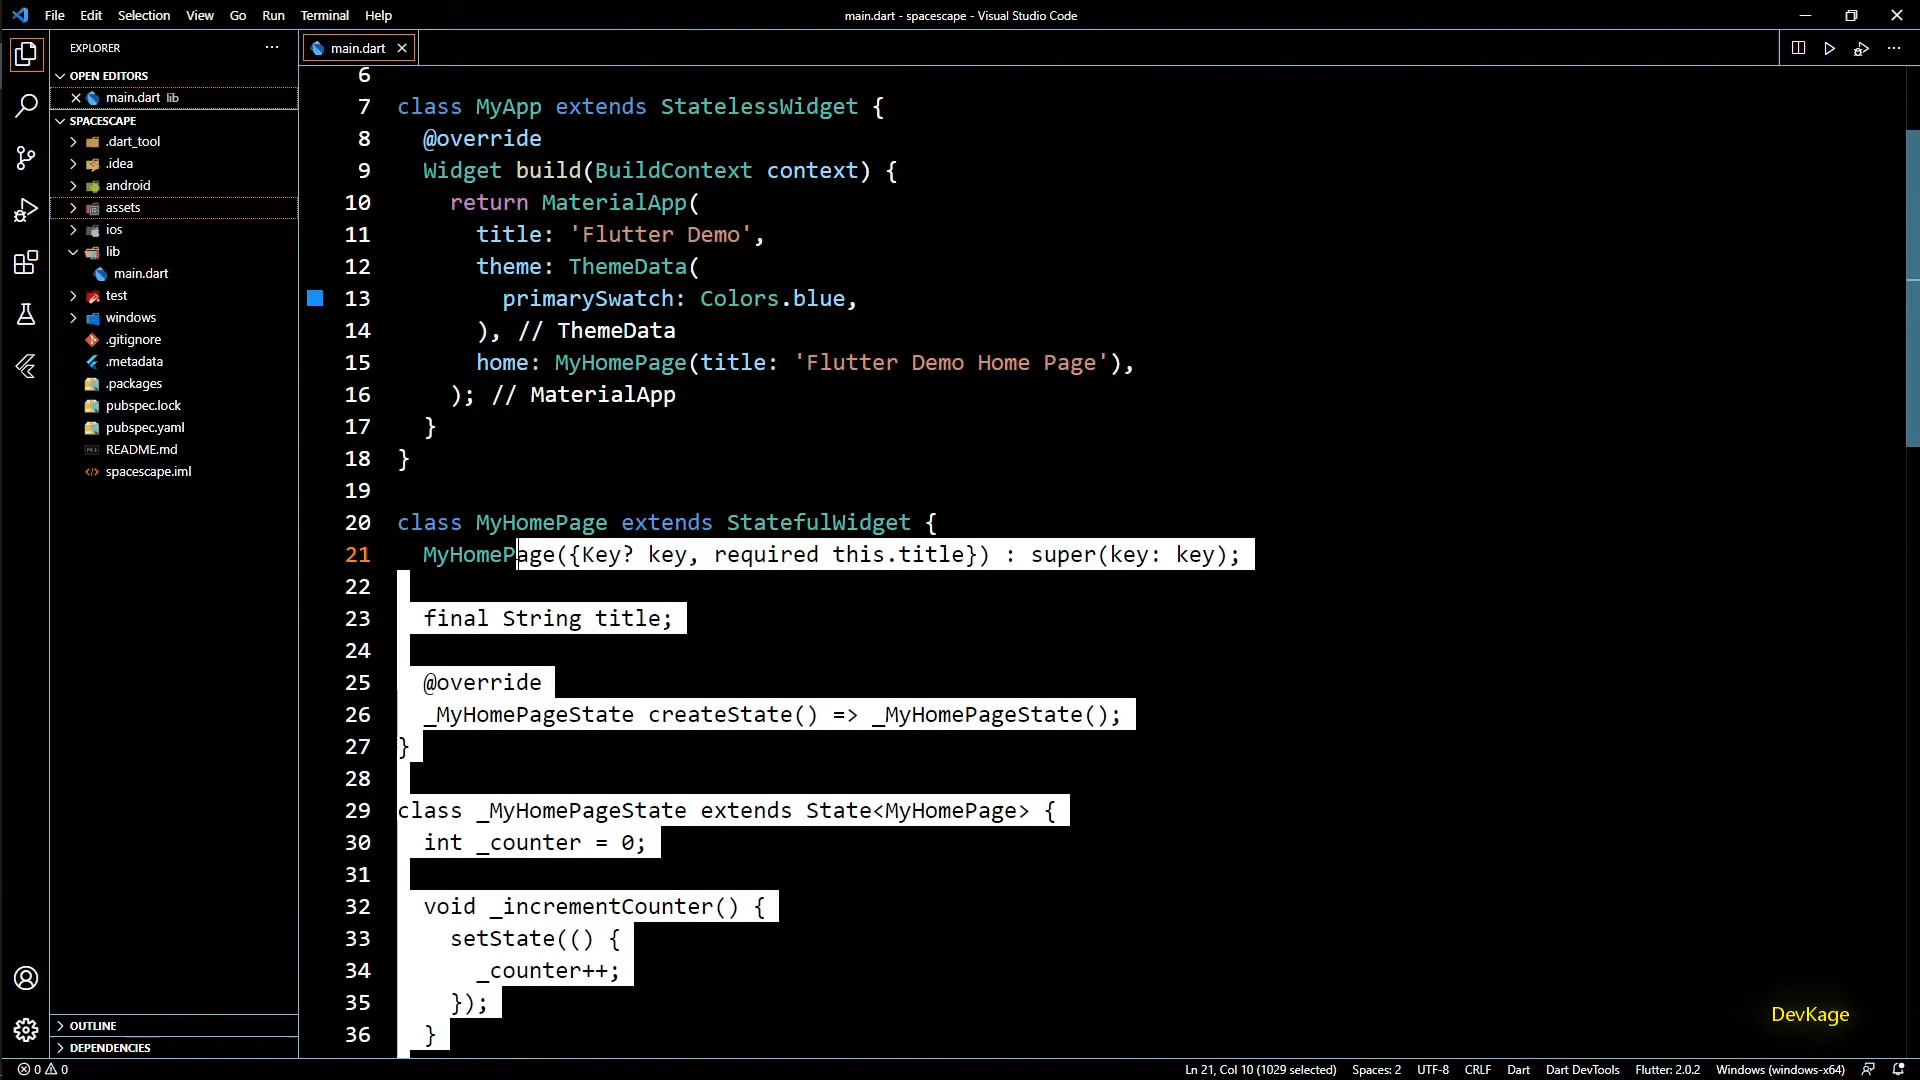 File Edit Selection View Go Run Terminal Help
main.dart - spacescape - Visual Studio Code
EXPLORER
main.dart
OPEN EDITORS
main.dart lib
SPACESCAPE
.dart_tool
.idea
android
assets
ios
lib
main.dart
test
windows
.gitignore
.metadata
.packages
pubspec.lock
pubspec.yaml
README.md
spacescape.iml
OUTLINE
DEPENDENCIES
6
7 class MyApp extends StatelessWidget {
8 @override
9 Widget build(BuildContext context) {
10 return MaterialApp(
11 title: 'Flutter Demo',
12 theme: ThemeData(
13 primarySwatch: Colors.blue,
14 ), // ThemeData
15 home: MyHomePage(title: 'Flutter Demo Home Page'),
16 ); // MaterialApp
17 }
18 }
19
20 class MyHomePage extends StatefulWidget {
21 MyHomePage({Key? key, required this.title}) : super(key: key);
22
23 final String title;
24
25 @override
26 _MyHomePageState createState() => _MyHomePageState();
27 }
28
29 class _MyHomePageState extends State<MyHomePage> {
30 int _counter = 0;
31
32 void _incrementCounter() {
33 setState(() {
34 _counter++;
35 });
36 }
DevKage
0 0
Ln 21, Col 10 (1029 selected) Spaces: 2 UTF-8 CRLF Dart Dart DevTools Flutter: 2.0.2 Windows (windows-x64)